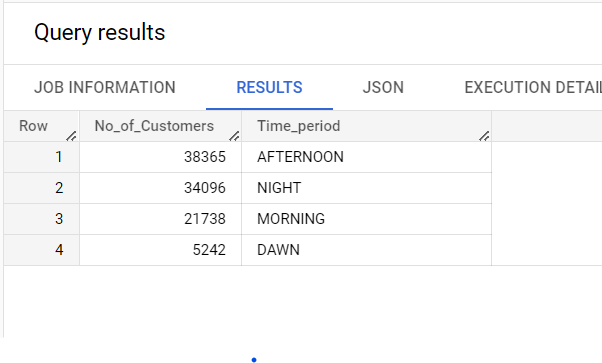 Query results
JOB INFORMATION RESULTS JSON EXECUTION DETAI
Row No_of_Customers Time_period
1 38365 AFTERNOON
2 34096 NIGHT
3 21738 MORNING
4 5242 DAWN